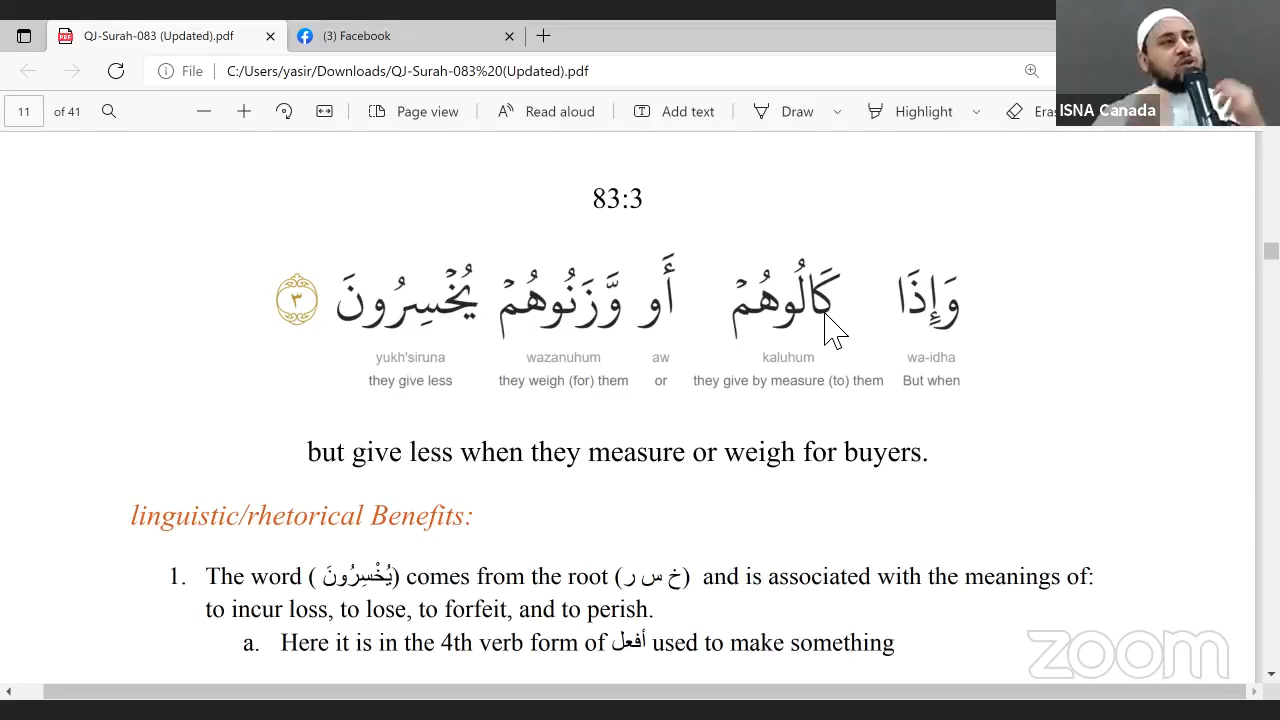 QJ-Surah-083 (Updated).pdf
(3) Facebook
File
C:/Users/yasir/Downloads/QJ-Surah-083%20(Updated).pdf
11 of 41
Page view
Read aloud
Add text
Draw
Highlight
Eras
ISNA Canada
83:3
وَإِذَا كَالُوهُمْ أَو وَّزَنُوهُمْ يُخْسِرُونَ ٣
yukh'siruna wazanuhum aw kaluhum wa-idha
they give less they weigh (for) them or they give by measure (to) them But when
but give less when they measure or weigh for buyers.
linguistic/rhetorical Benefits:
1. The word ( يُخْسِرُونَ) comes from the root (خ س ر) and is associated with the meanings of:
to incur loss, to lose, to forfeit, and to perish.
a. Here it is in the 4th verb form of أفعل used to make something
zoom